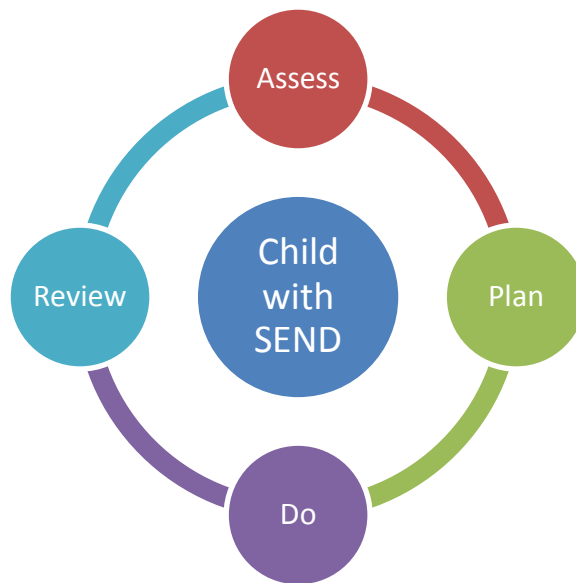 Assess
Review
Child
with
SEND
Plan
Do